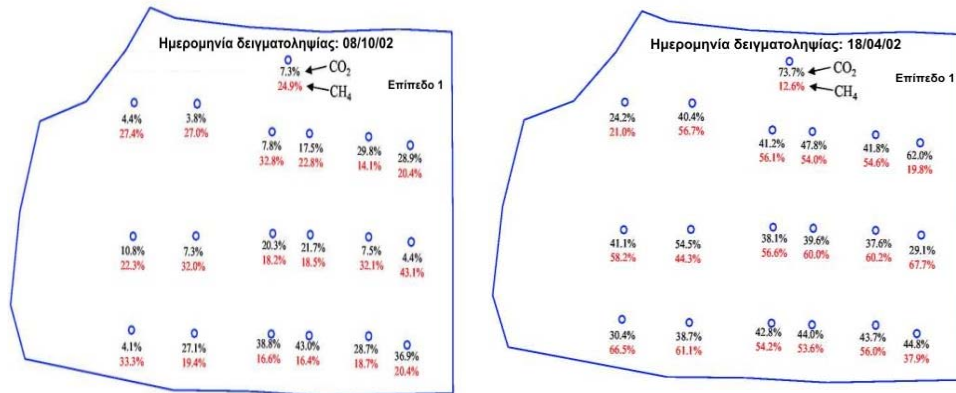 Ημερομηνία δειγματοληψίας: 08/10/02
7.3% CO2
24.9% CH4
Επίπεδο 1
4.4% 3.8%
27.4% 27.0%
7.8% 17.5% 29.8% 28.9%
32.8% 22.8% 14.1% 20.4%
10.8% 7.3% 20.3% 21.7% 7.5% 4.4%
22.3% 32.0% 18.2% 18.5% 32.1% 43.1%
4.1% 27.1% 38.8% 43.0% 28.7% 36.9%
33.3% 19.4% 16.6% 16.4% 18.7% 20.4%
Ημερομηνία δειγματοληψίας: 18/04/02
73.7% CO2
12.6% CH4
Επίπεδο 1
24.2% 40.4%
21.0% 56.7%
41.2% 47.8% 41.8% 62.0%
56.1% 54.0% 54.6% 19.8%
41.1% 54.5% 38.1% 39.6% 37.6% 29.1%
58.2% 44.3% 56.6% 60.0% 60.2% 67.7%
30.4% 38.7% 42.8% 44.0% 43.7% 44.8%
66.5% 61.1% 54.2% 53.6% 56.0% 37.9%